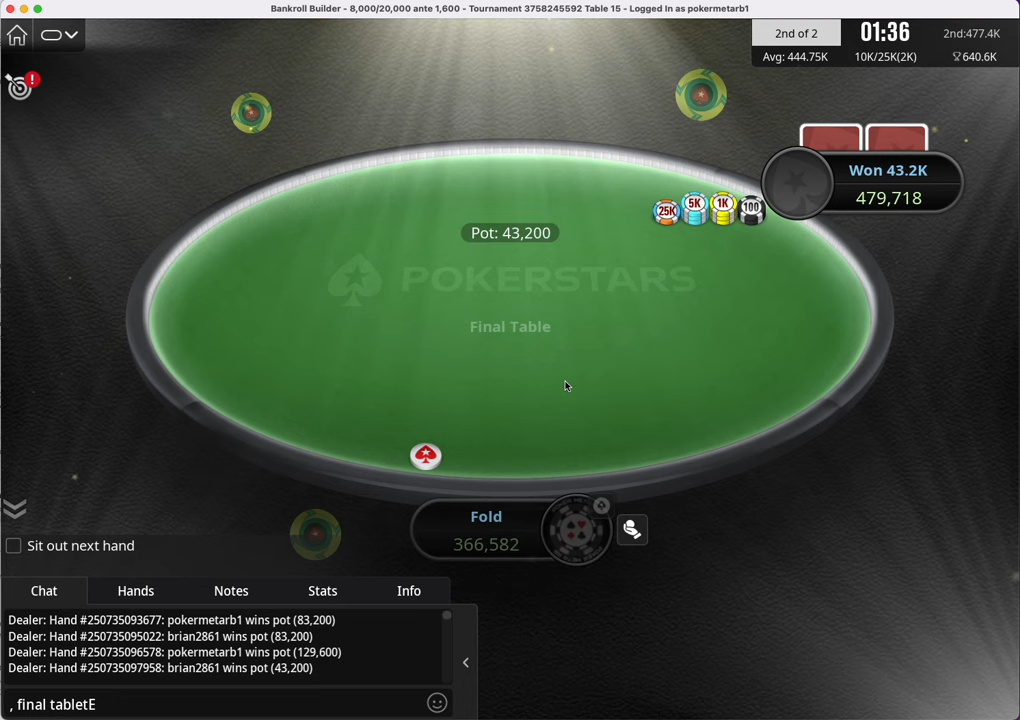 Bankroll Builder - 8,000/20,000 ante 1,600 - Tournament 3758245592 Table 15 - Logged In as pokermetarb1
2nd of 2
01:36
2nd:477.4K
Avg: 444.75K
10K/25K(2K)
640.6K
!
Won 43.2K
479,718
25K
5K
1K
100
Pot: 43,200
POKERSTARS
Final Table
Fold
366,582
Sit out next hand
Chat
Hands
Notes
Stats
Info
Dealer: Hand #250735093677: pokermetarb1 wins pot (83,200)
Dealer: Hand #250735095022: brian2861 wins pot (83,200)
Dealer: Hand #250735096578: pokermetarb1 wins pot (129,600)
Dealer: Hand #250735097958: brian2861 wins pot (43,200)
, final tabletE